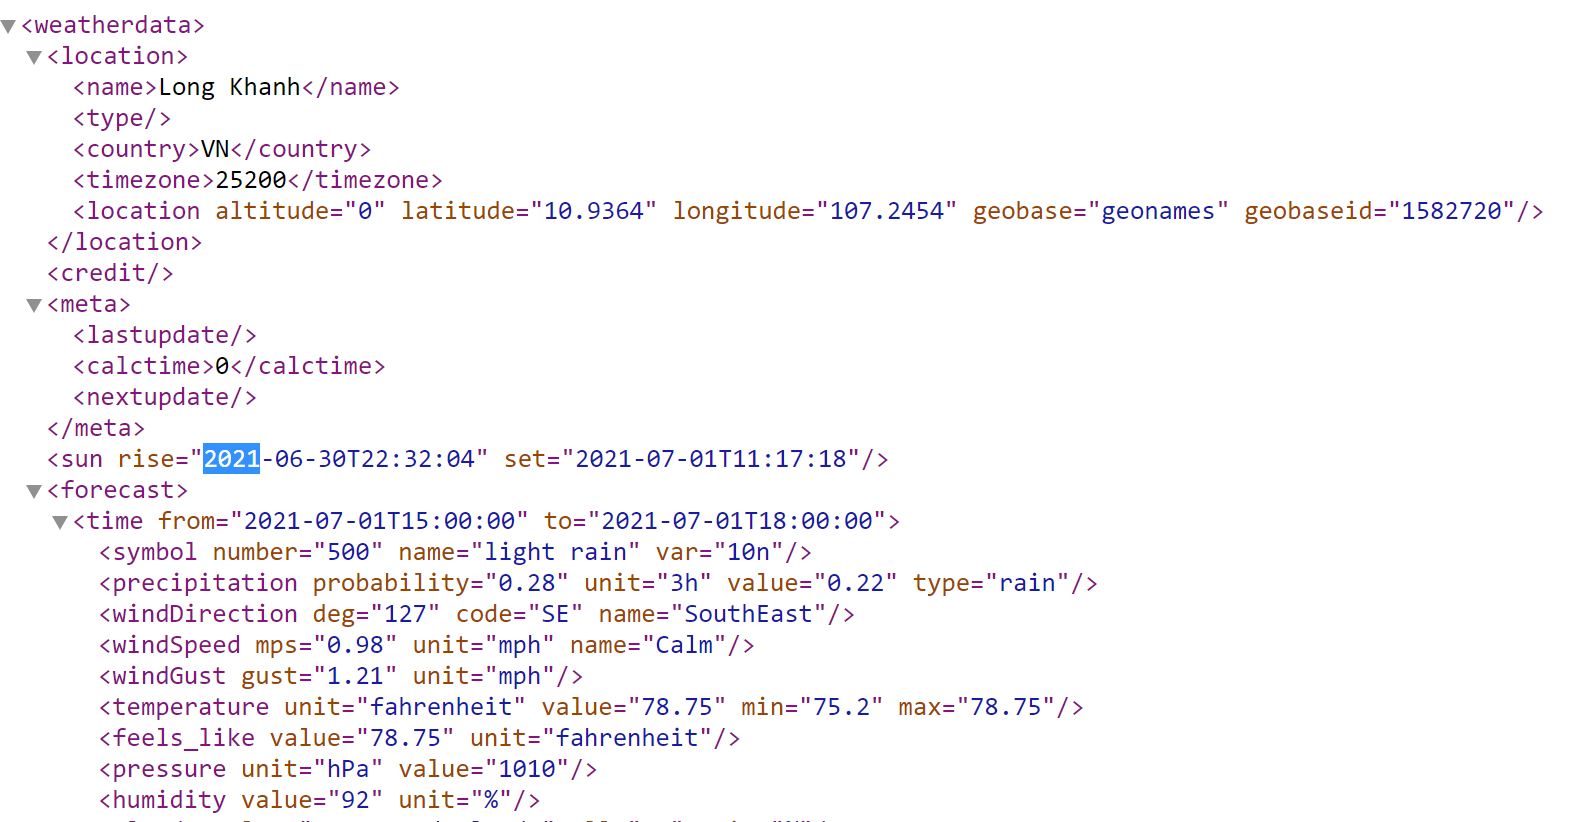 <weatherdata>
<location>
<name>Long Khanh</name>
<type/>
<country>VN</country>
<timezone>25200</timezone>
<location altitude="0" latitude="10.9364" longitude="107.2454" geobase="geonames" geobaseid="1582720"/>
</location>
<credit/>
<meta>
<lastupdate/>
<calctime>0</calctime>
<nextupdate/>
</meta>
<sun rise="2021-06-30T22:32:04" set="2021-07-01T11:17:18"/>
<forecast>
<time from="2021-07-01T15:00:00" to="2021-07-01T18:00:00">
<symbol number="500" name="light rain" var="10n"/>
<precipitation probability="0.28" unit="3h" value="0.22" type="rain"/>
<windDirection deg="127" code="SE" name="SouthEast"/>
<windSpeed mps="0.98" unit="mph" name="Calm"/>
<windGust gust="1.21" unit="mph"/>
<temperature unit="fahrenheit" value="78.75" min="75.2" max="78.75"/>
<feels_like value="78.75" unit="fahrenheit"/>
<pressure unit="hPa" value="1010"/>
<humidity value="92" unit="%"/>